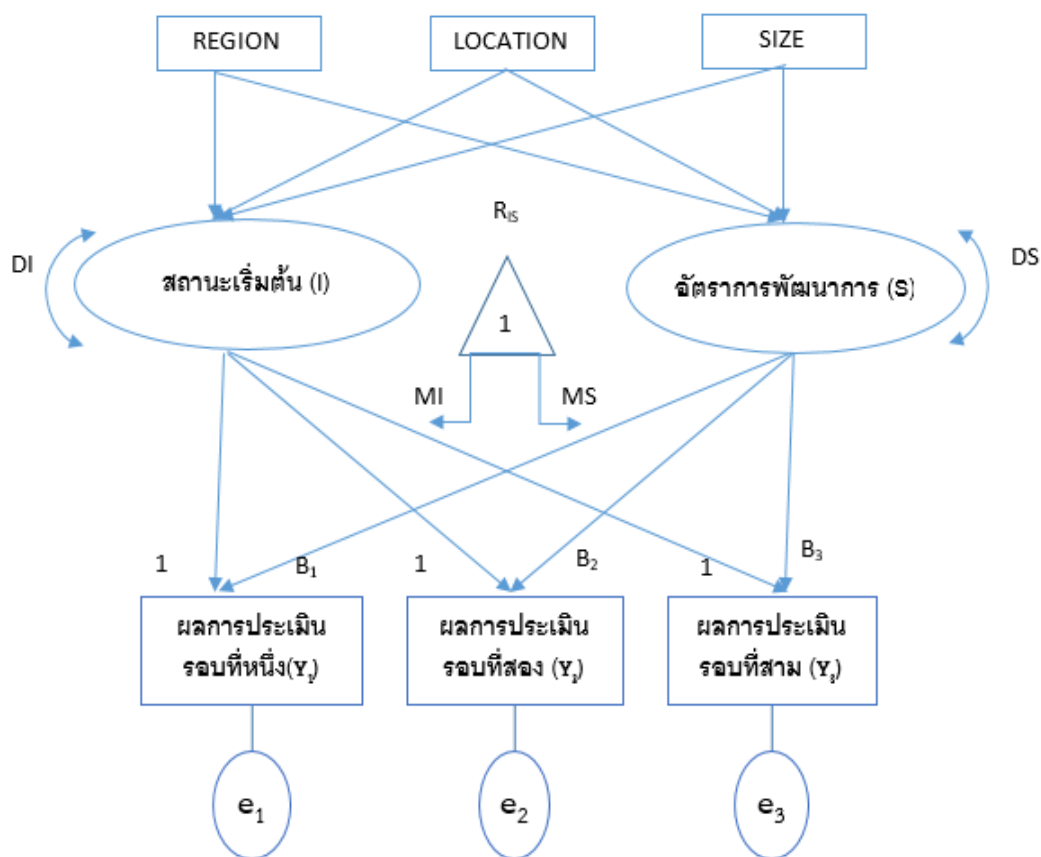 REGION
LOCATION
SIZE
R_IS
DI
DS
สถานะเริ่มต้น (I)
อัตราการพัฒนาการ (S)
1
MI
MS
1
B₁
1
B₂
1
B₃
ผลการประเมิน
รอบที่หนึ่ง(Y₁)
ผลการประเมิน
รอบที่สอง (Y₂)
ผลการประเมิน
รอบที่สาม (Y₃)
e₁
e₂
e₃